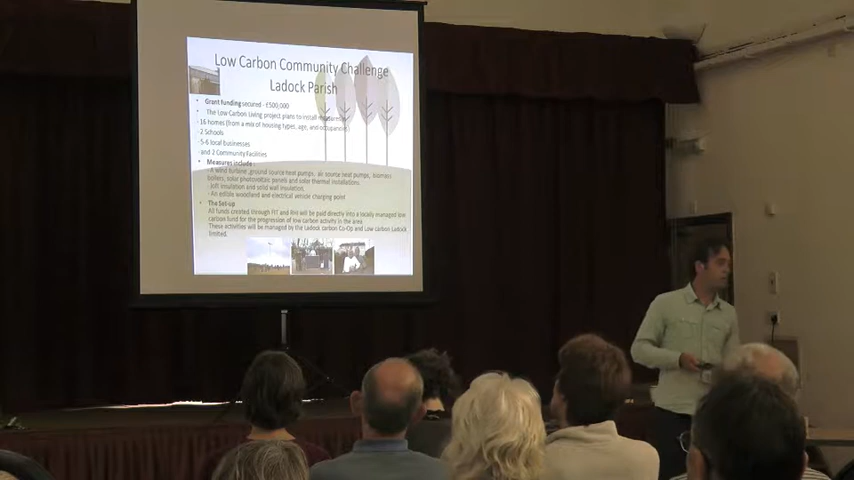 Low Carbon Community Challenge
Ladock Parish
• Grant funding secured - £500,000
• The Low Carbon Living project plans to install measures in
- 16 homes (from a mix of housing types, age, and occupancies)
- 2 Schools
- 5-6 local businesses
- and 2 Community Facilities
• Measures include:
- A wind turbine, ground source heat pumps, air source heat pumps, biomass
boilers, solar photovoltaic panels and solar thermal installations.
- loft insulation and solid wall insulation.
- An edible woodland and electrical vehicle charging point
• The Set-up
All funds created through FIT and RHI will be paid directly into a locally managed low
carbon fund for the progression of low carbon activity in the area
These activities will be managed by the Ladock carbon Co-Op and Low carbon Ladock
limited.